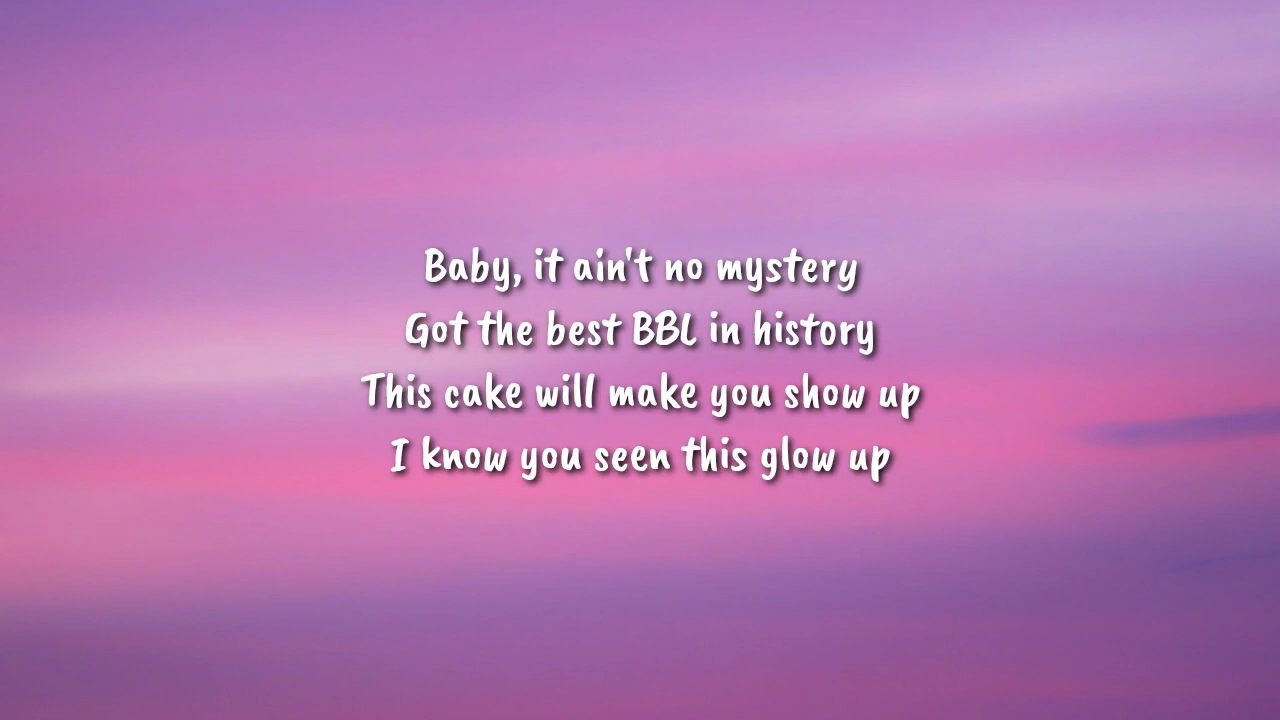 Baby, it ain't no mystery
Got the best BBL in history
This cake will make you show up
I know you seen this glow up